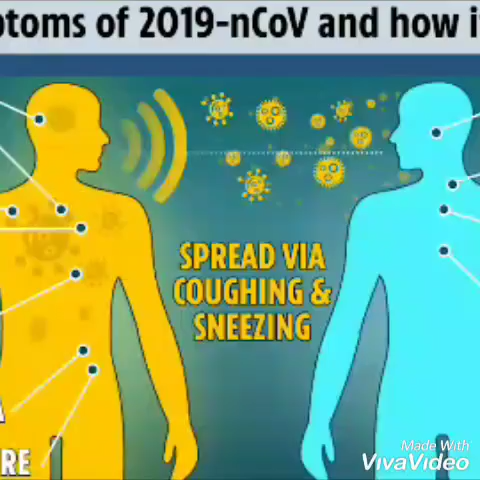 ptoms of 2019-nCoV and how i
SPREAD VIA
COUGHING &
SNEEZING
A
RE
Made With
VivaVideo